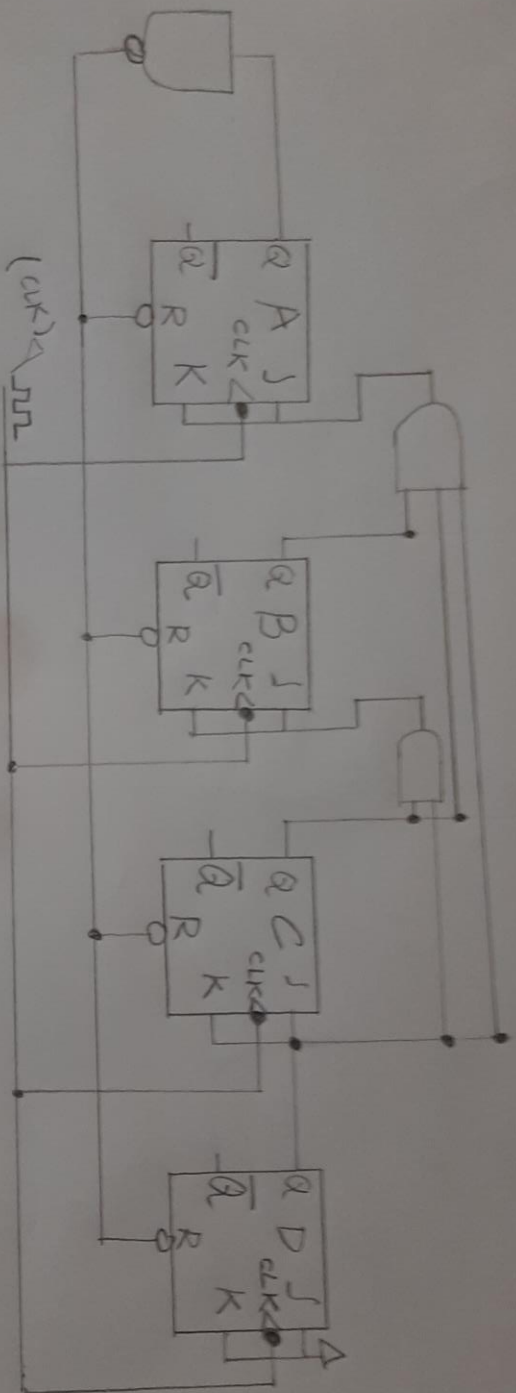 Q A J
CLK
Q̅ R K
Q B J
CLK
Q̅ R K
Q C J
CLK
Q̅ R K
Q D J
CLK
Q̅ R K
(CLK)